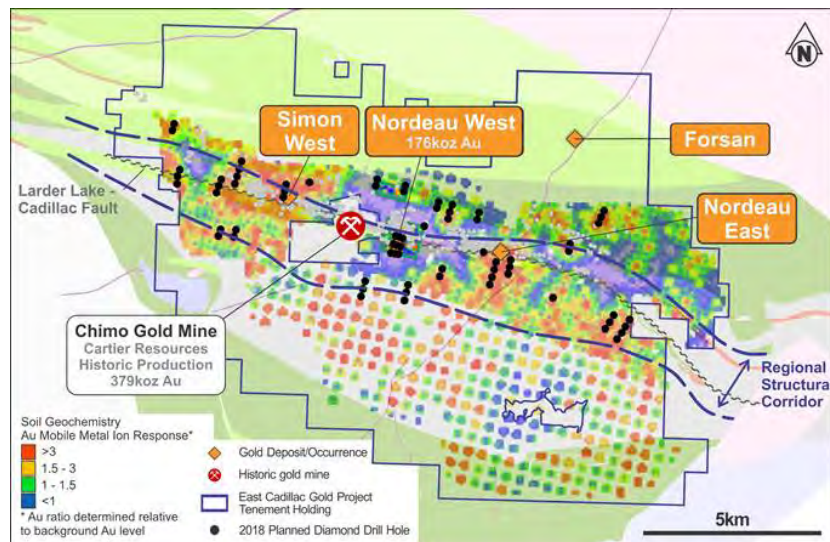 N
Simon
West
Nordeau West
176koz Au
Forsan
Larder Lake -
Cadillac Fault
Nordeau
East
Chimo Gold Mine
Cartier Resources
Historic Production
379koz Au
Regional
Structural
Corridor
Soil Geochemistry
Au Mobile Metal Ion Response*
>3
1.5 - 3
1 - 1.5
<1
* Au ratio determined relative
to background Au level
Gold Deposit/Occurrence
Historic gold mine
East Cadillac Gold Project
Tenement Holding
2018 Planned Diamond Drill Hole
5km